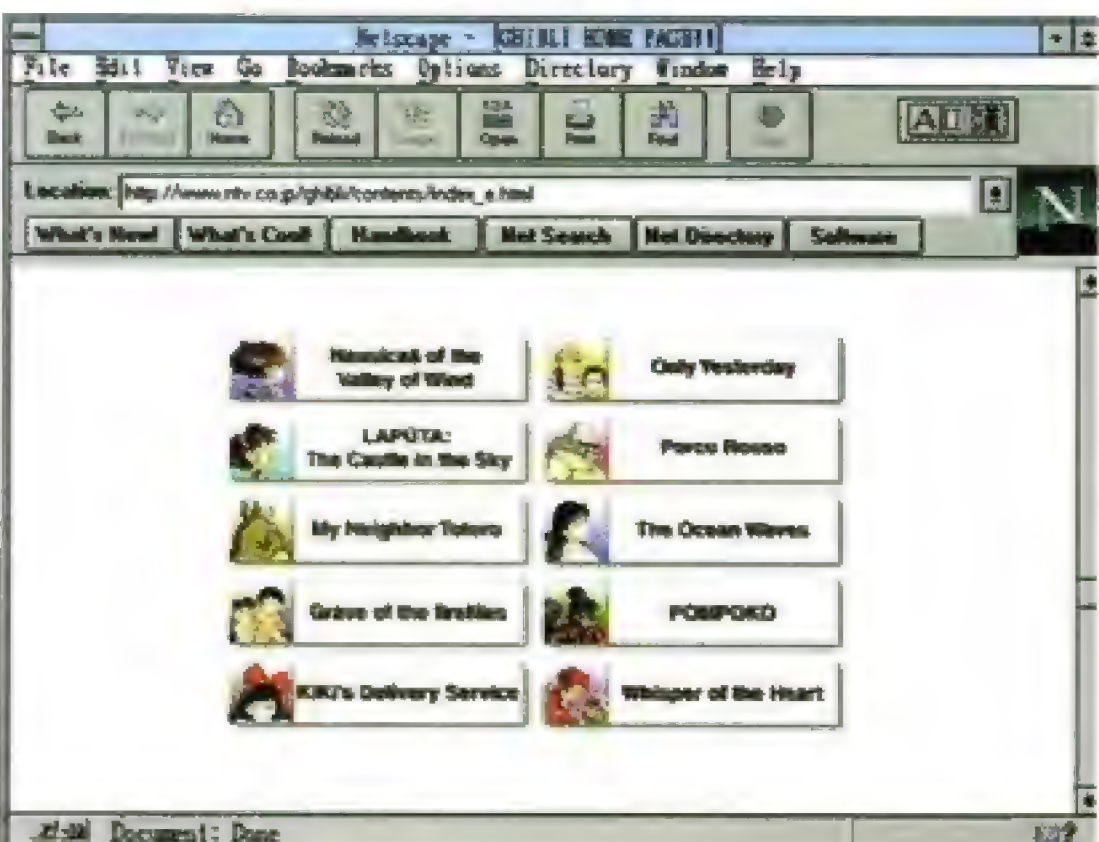 Netscape - [GHIBLI HOME PAGE!!]
File Edit View Go Bookmarks Options Directory Window Help
Back Forward Home Reload Open Print Find Stop
Location: http://www.ntv.co.jp/ghibli/contents/index_e.html
What's New! What's Cool! Handbook Net Search Net Directory Software
N
Nausicaä of the
Valley of Wind
Only Yesterday
LAPUTA:
The Castle in the Sky
Porco Rosso
My Neighbor Totoro
The Ocean Waves
Grave of the fireflies
POMPOKO
KIKI's Delivery Service
Whisper of the Heart
Document: Done